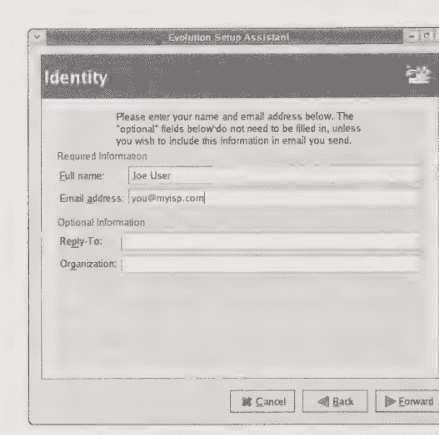 Evolution Setup Assistant
Identity
Please enter your name and email address below. The
"optional" fields below do not need to be filled in, unless
you wish to include this information in email you send.
Required Information
Full name: Joe User
Email address: you@myisp.com
Optional Information
Reply-To:
Organization:
Cancel Back Forward